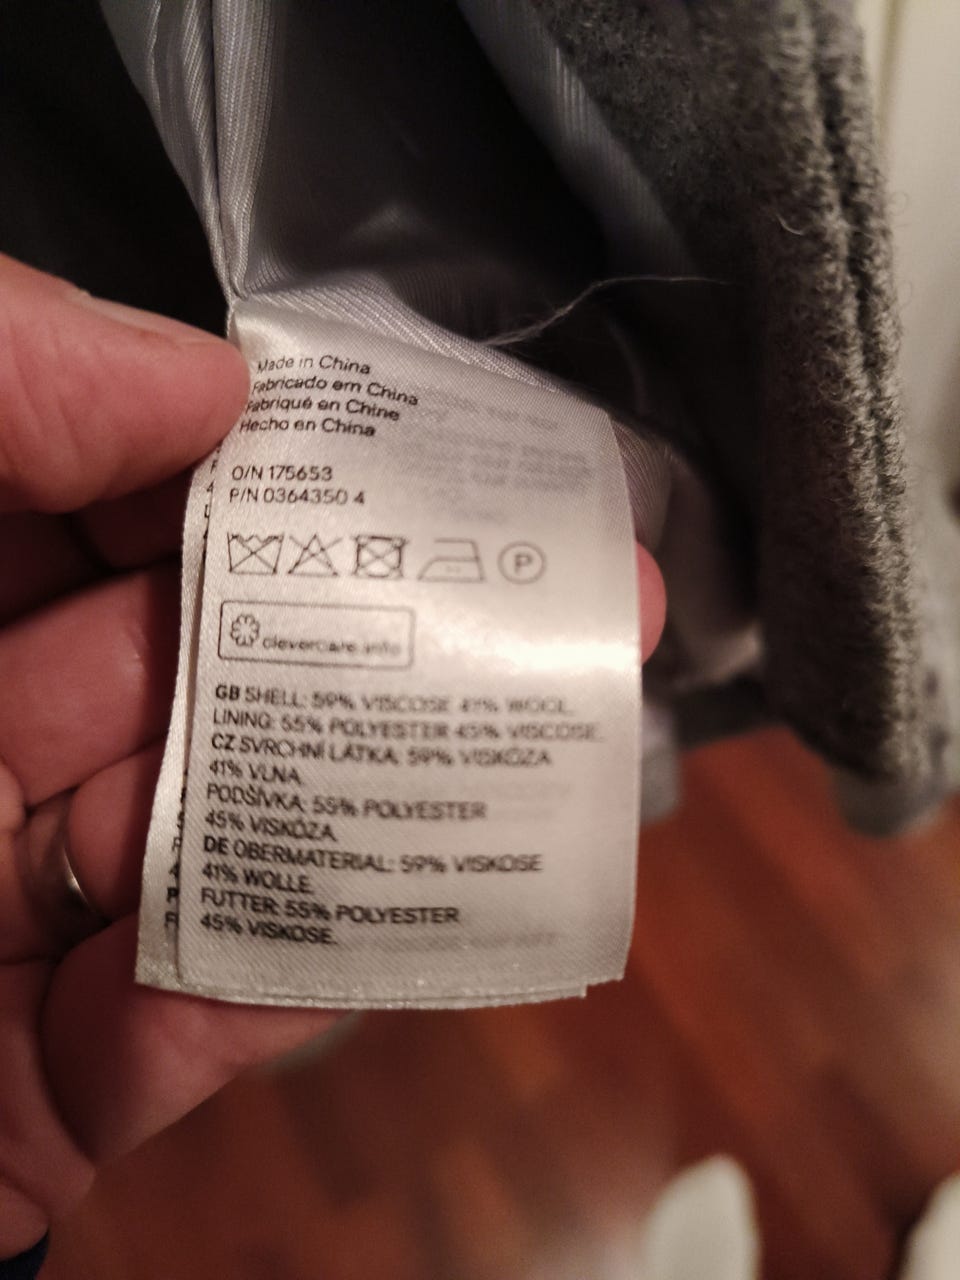 Made in China
Fabricado em China
Fabriqué en Chine
Hecho en China
O/N 175653
P/N 0364350 4
P
clevercare.info
GB SHELL: 59% VISCOSE 41% WOOL.
LINING: 55% POLYESTER 45% VISCOSE.
CZ SVRCHNÍ LÁTKA: 59% VISKÓZA
41% VLNA.
PODŠÍVKA: 55% POLYESTER
45% VISKÓZA.
DE OBERMATERIAL: 59% VISKOSE
41% WOLLE.
FUTTER: 55% POLYESTER
45% VISKOSE.